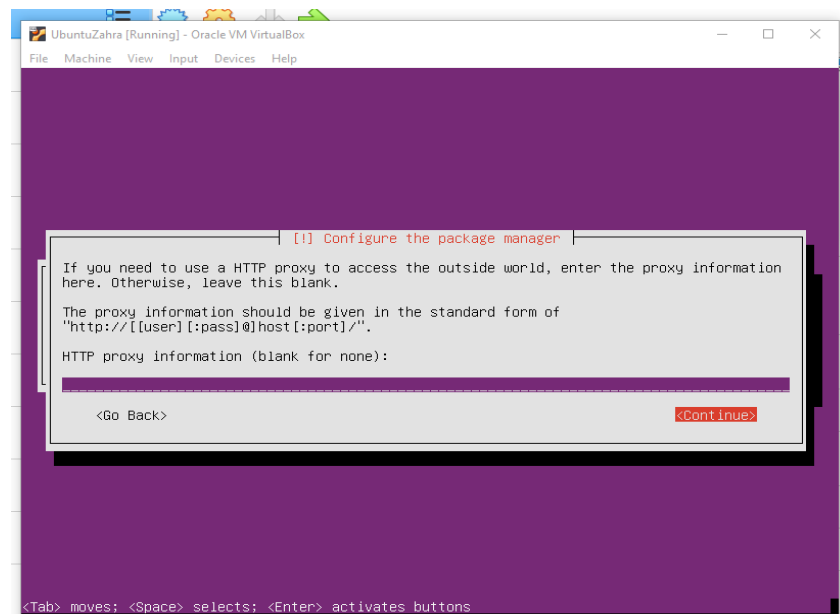 UbuntuZahra [Running] - Oracle VM VirtualBox
File Machine View Input Devices Help
[!] Configure the package manager
If you need to use a HTTP proxy to access the outside world, enter the proxy information
here. Otherwise, leave this blank.
The proxy information should be given in the standard form of
"http://[[user][:pass]@]host[:port]/".
HTTP proxy information (blank for none):
<Go Back> <Continue>
<Tab> moves; <Space> selects; <Enter> activates buttons